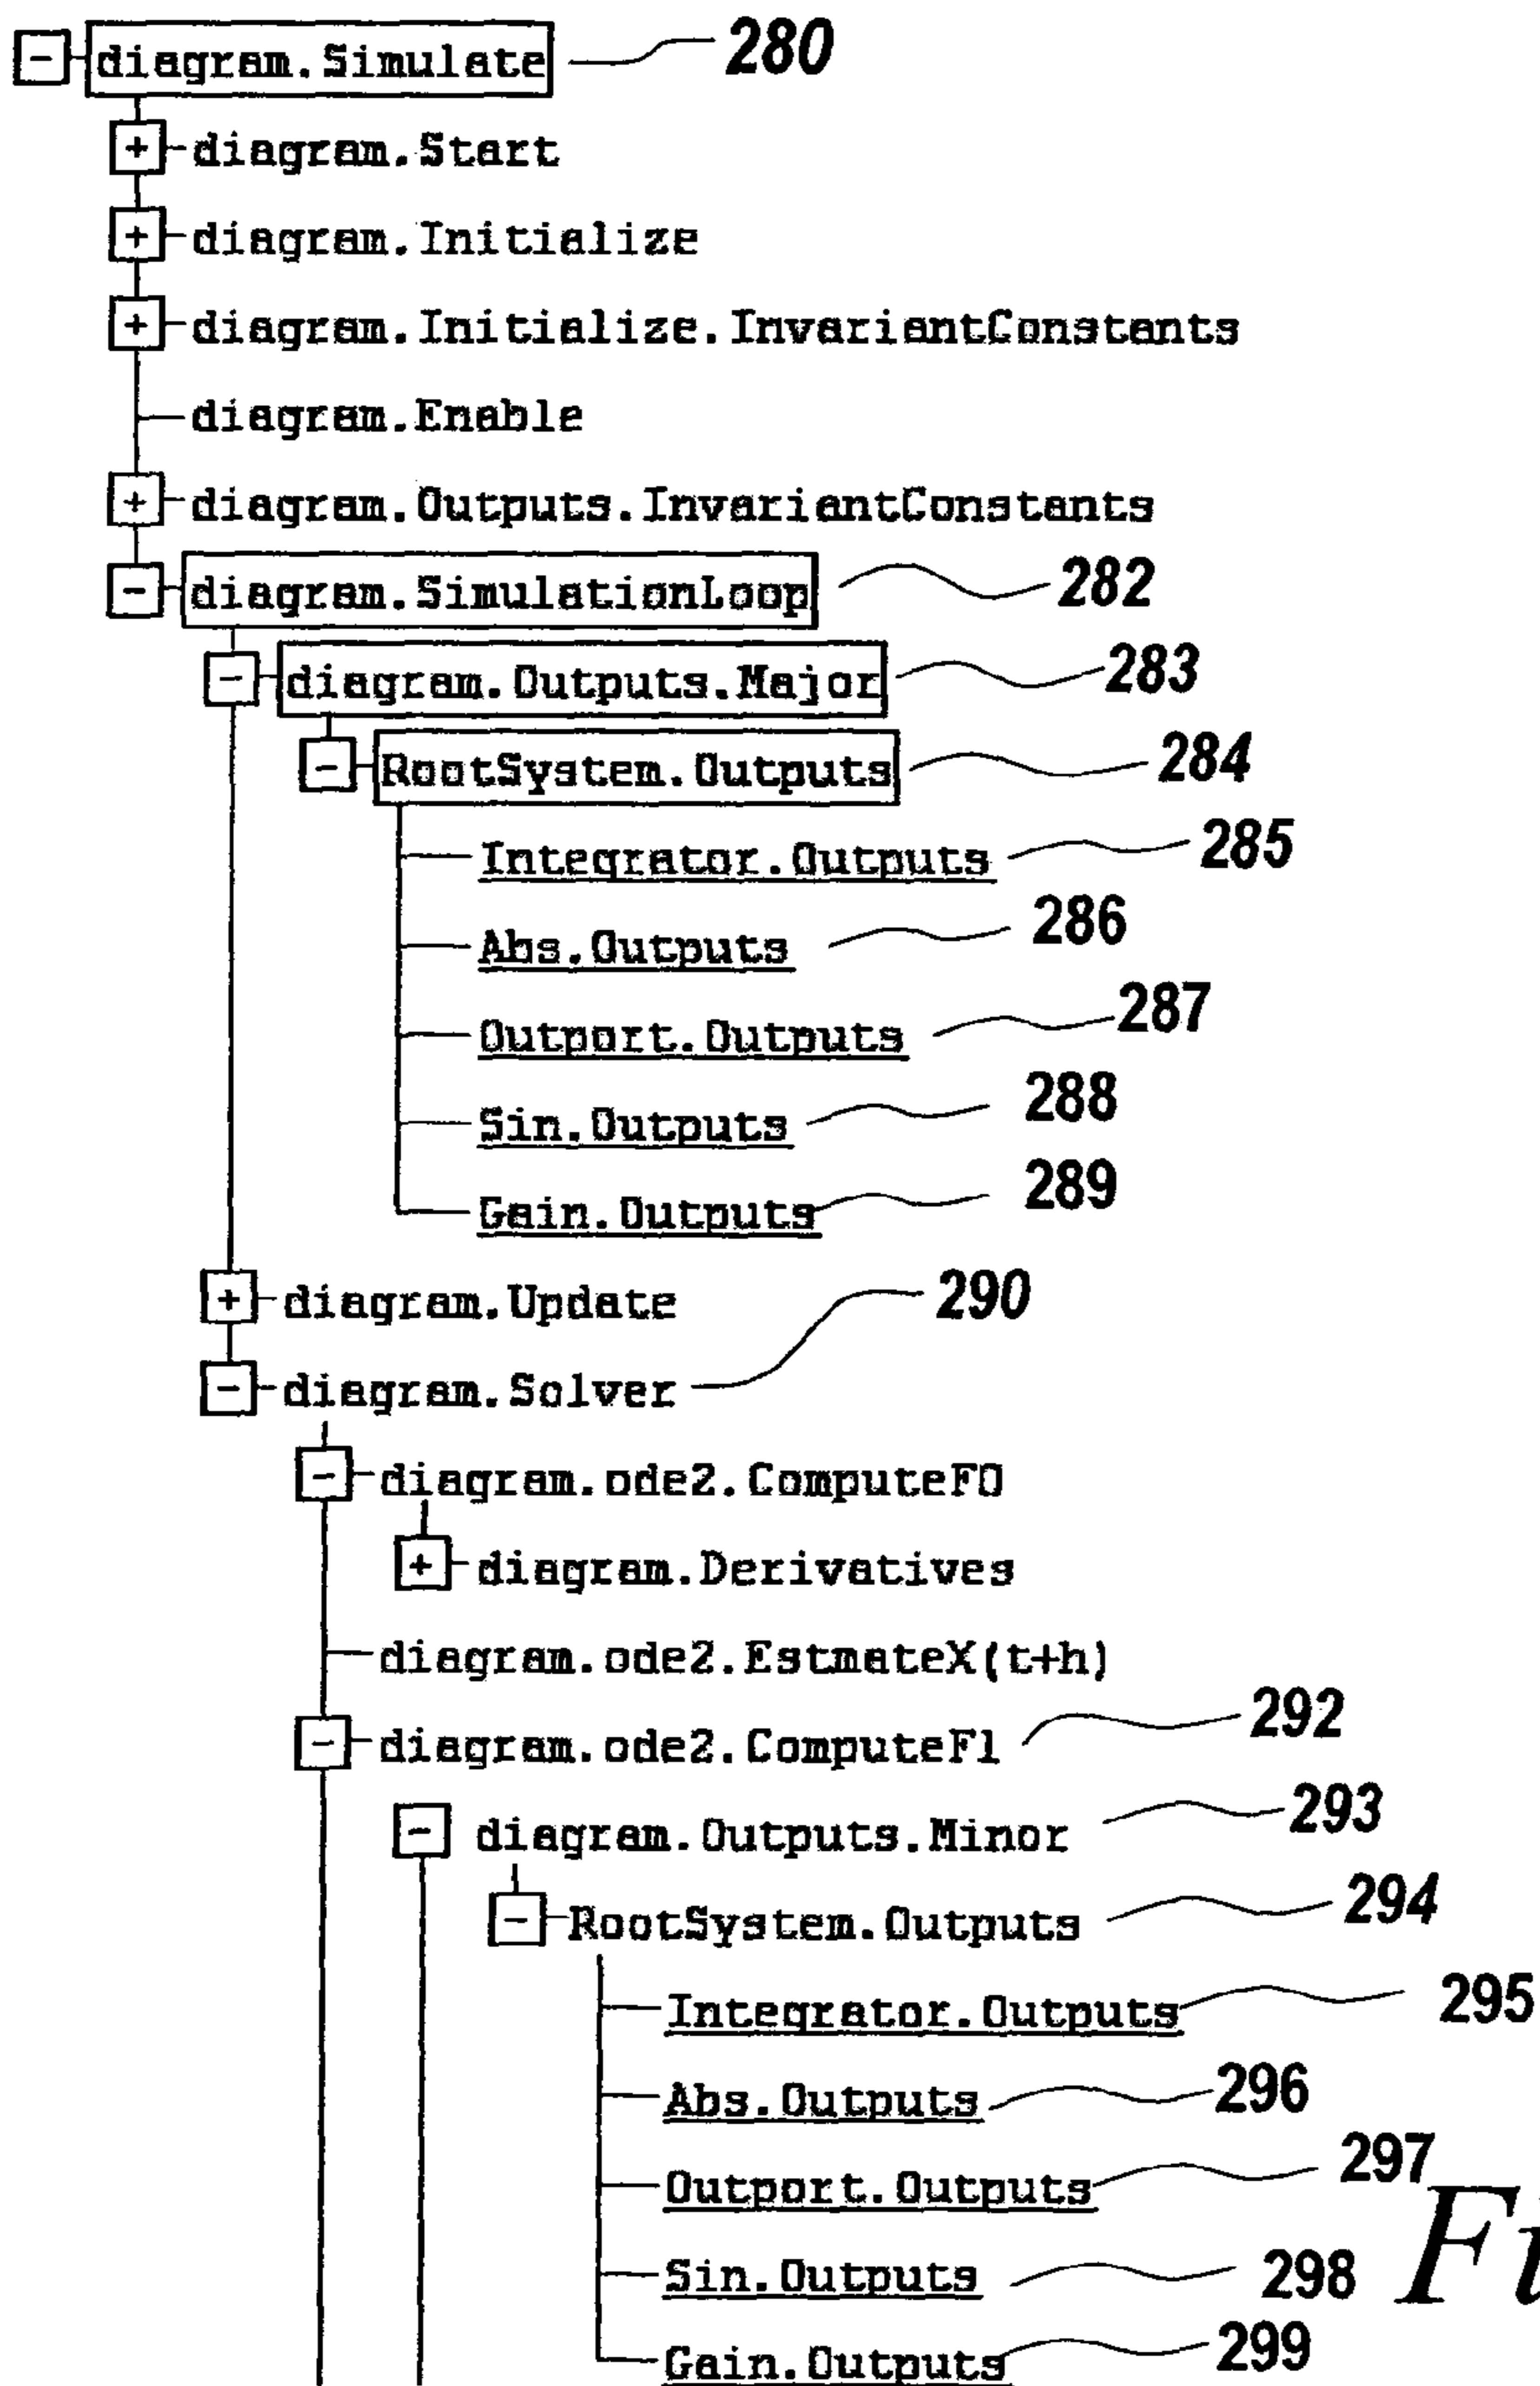 diagram.Simulate 280
diagram.Start
diagram.Initialize
diagram.Initialize.InvariantConstants
diagram.Enable
diagram.Outputs.InvariantConstants
diagram.SimulationLoop 282
diagram.Outputs.Major 283
RootSystem.Outputs 284
Integrator.Outputs 285
Abs.Outputs 286
Outport.Outputs 287
Sin.Outputs 288
Gain.Outputs 289
diagram.Update
diagram.Solver 290
diagram.ode2.ComputeF0
diagram.Derivatives
diagram.ode2.EstmateX(t+h)
diagram.ode2.ComputeF1 292
diagram.Outputs.Minor 293
RootSystem.Outputs 294
Integrator.Outputs 295
Abs.Outputs 296
Outport.Outputs 297
Sin.Outputs 298
Gain.Outputs 299